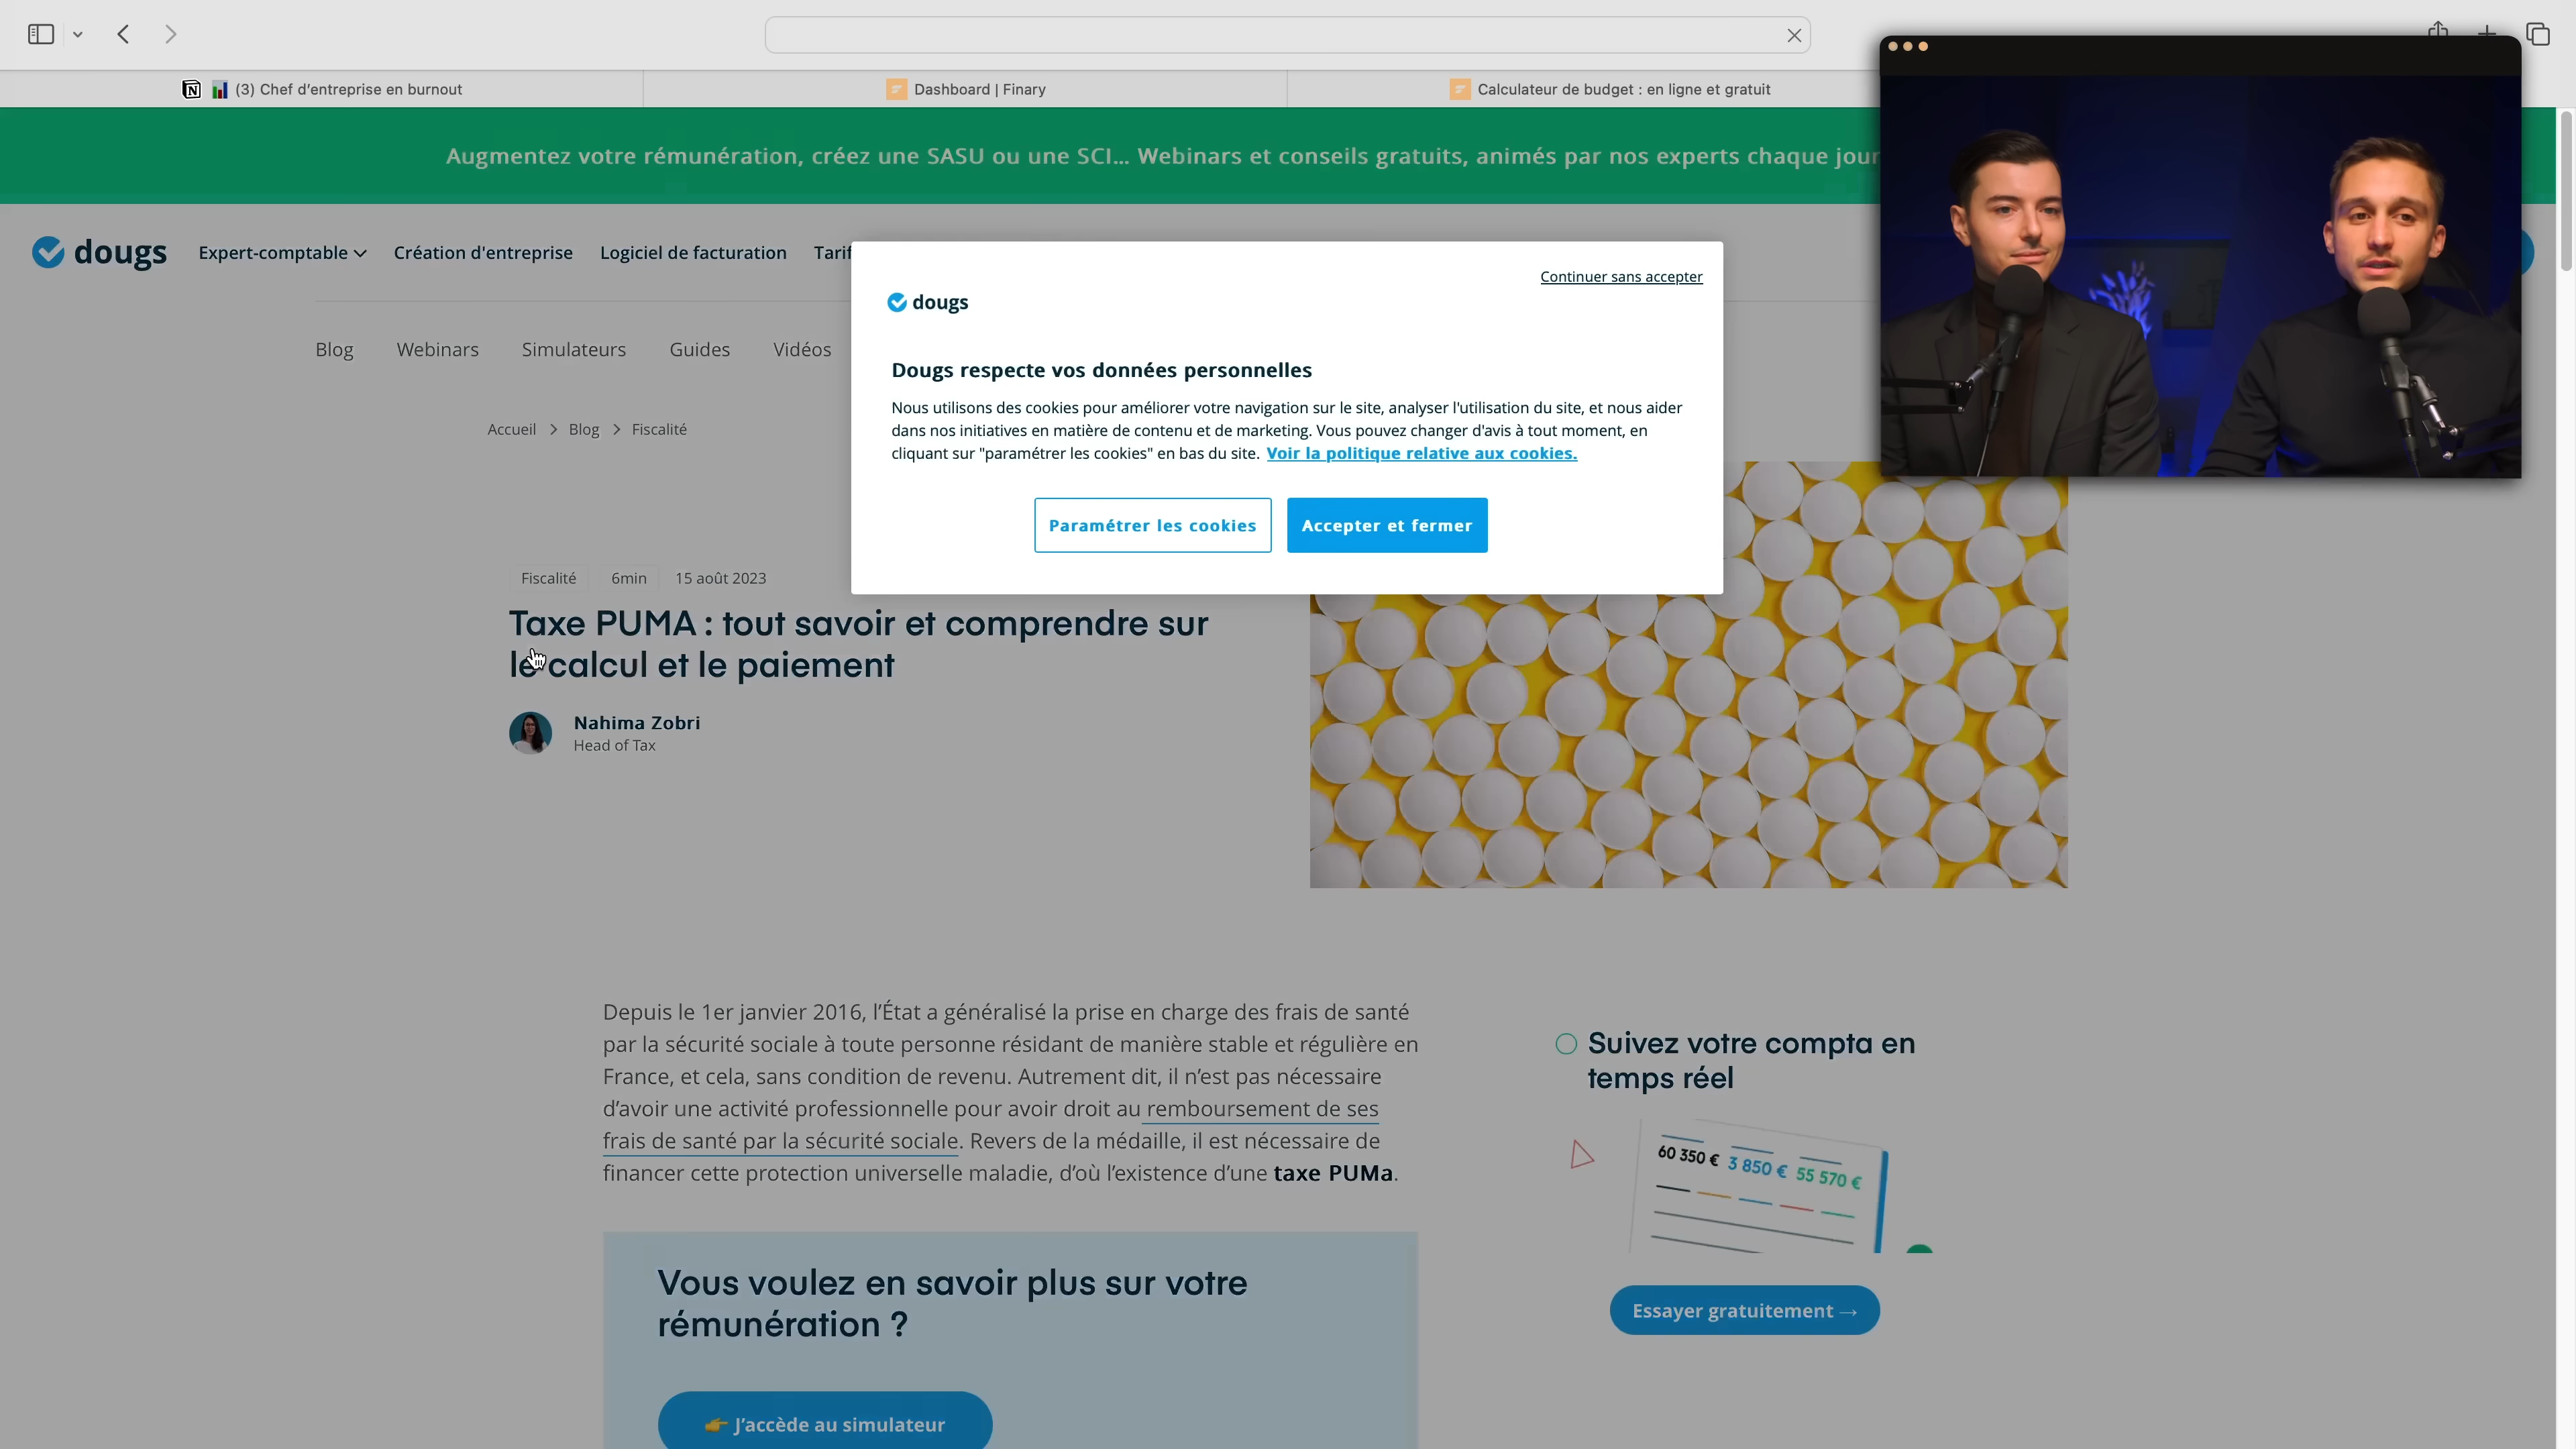 (3) Chef d'entreprise en burnout
Dashboard | Finary
Calculateur de budget : en ligne et gratuit
Augmentez votre rémunération, créez une SASU ou une SCI... Webinars et conseils gratuits, animés par nos experts chaque jour
dougs
Expert-comptable
Création d'entreprise
Logiciel de facturation
Continuer sans accepter
dougs
Dougs respecte vos données personnelles
Nous utilisons des cookies pour améliorer votre navigation sur le site, analyser l'utilisation du site, et nous aider
dans nos initiatives en matière de contenu et de marketing. Vous pouvez changer d'avis à tout moment, en
cliquant sur "paramétrer les cookies" en bas du site. Voir la politique relative aux cookies.
Paramétrer les cookies
Accepter et fermer
Blog
Webinars
Simulateurs
Guides
Vidéos
Accueil > Blog > Fiscalité
Fiscalité
6min
15 août 2023
Taxe PUMA : tout savoir et comprendre sur
le calcul et le paiement
Nahima Zobri
Head of Tax
Depuis le 1er janvier 2016, l'État a généralisé la prise en charge des frais de santé
par la sécurité sociale à toute personne résidant de manière stable et régulière en
France, et cela, sans condition de revenu. Autrement dit, il n'est pas nécessaire
d'avoir une activité professionnelle pour avoir droit au remboursement de ses
frais de santé par la sécurité sociale. Revers de la médaille, il est nécessaire de
financer cette protection universelle maladie, d'où l'existence d'une taxe PUMa.
Vous voulez en savoir plus sur votre
rémunération ?
👉 J'accède au simulateur
Suivez votre compta en
temps réel
60 350 € 3 850 € 55 570 €
Essayer gratuitement →